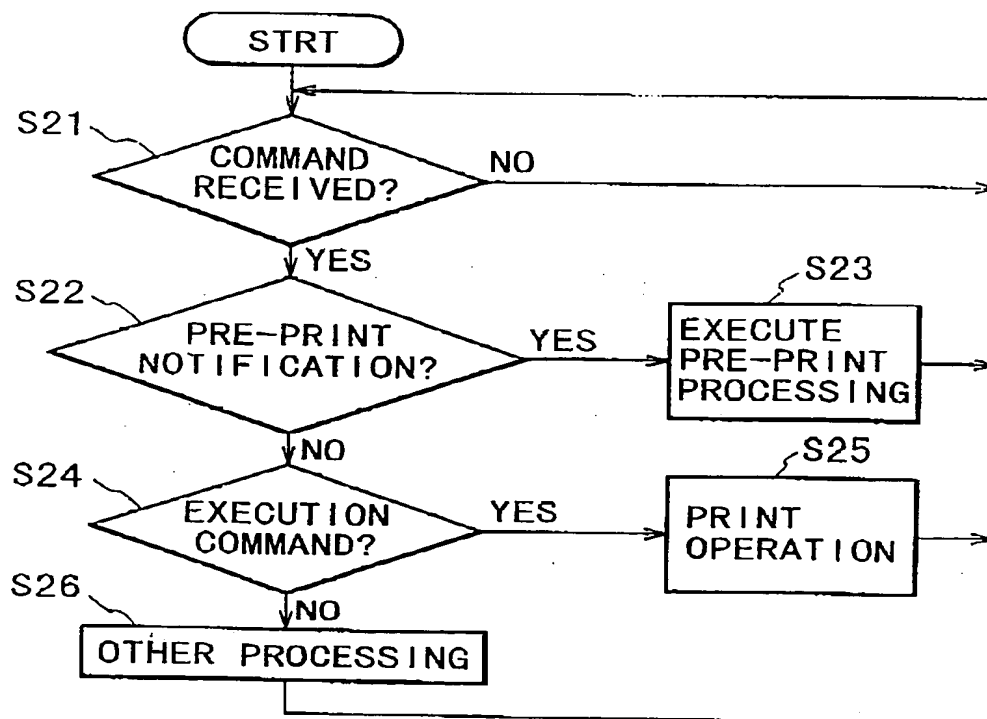 STRT
S21
COMMAND
RECEIVED?
NO
YES
S22
PRE-PRINT
NOTIFICATION?
YES
S23
EXECUTE
PRE-PRINT
PROCESSING
NO
S24
EXECUTION
COMMAND?
YES
S25
PRINT
OPERATION
NO
S26
OTHER PROCESSING